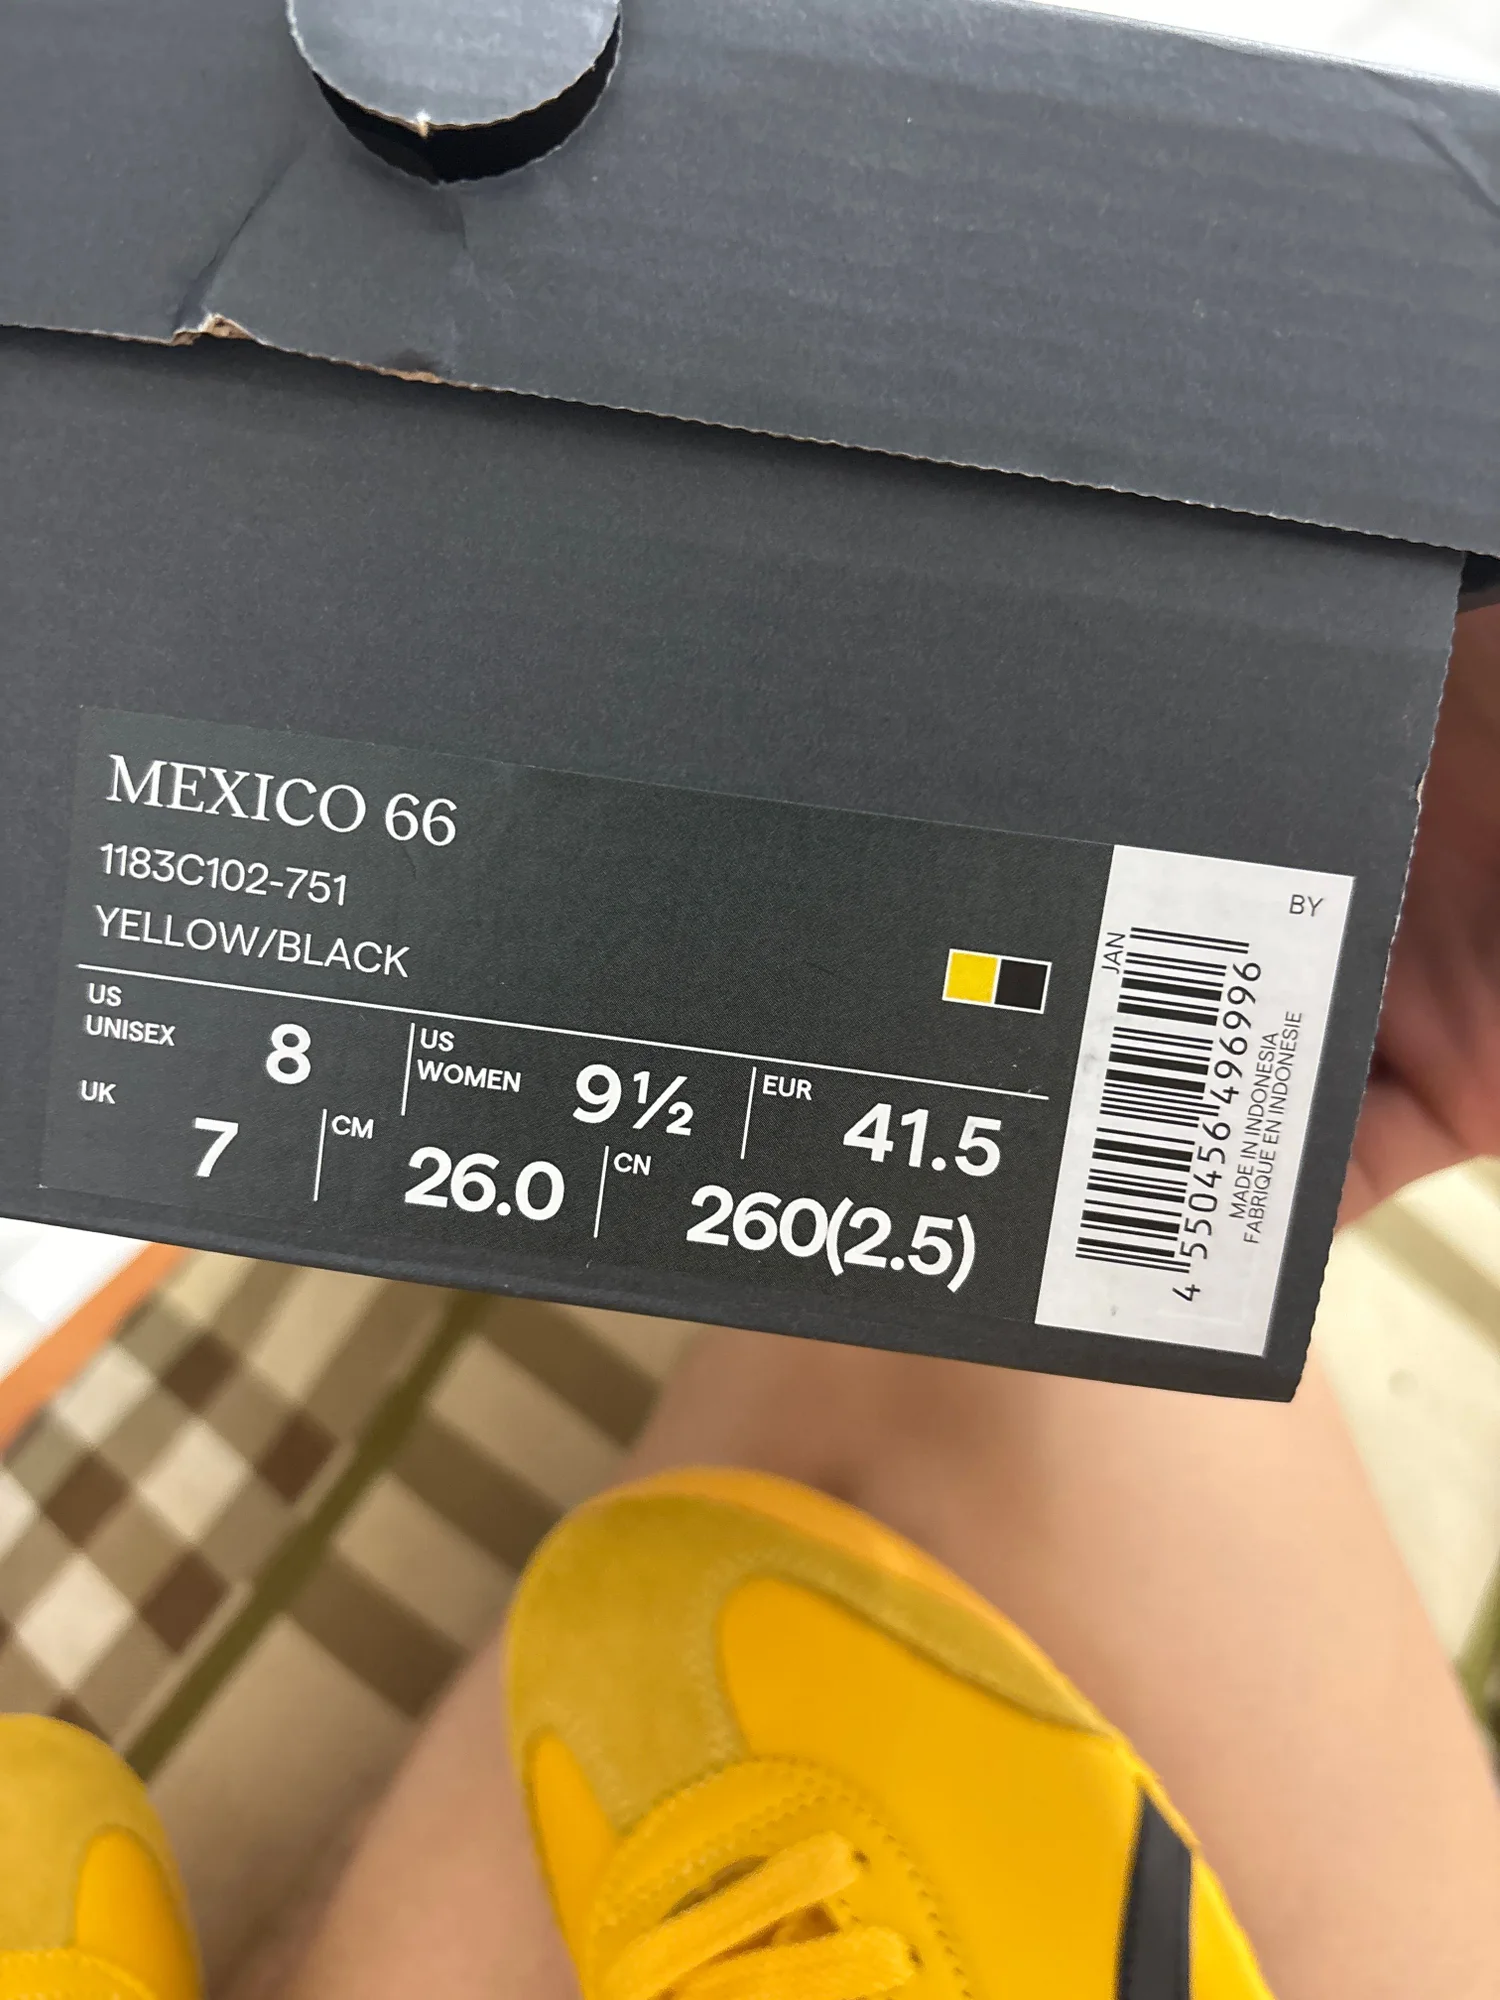 MEXICO 66
1183C102-751
YELLOW/BLACK
US UNISEX 8
US WOMEN 9½
EUR 41.5
UK 7
CM 26.0
CN 260(2.5)
BY
JAN
4 550456 496996
MADE IN INDONESIA
FABRIQUE EN INDONESIE